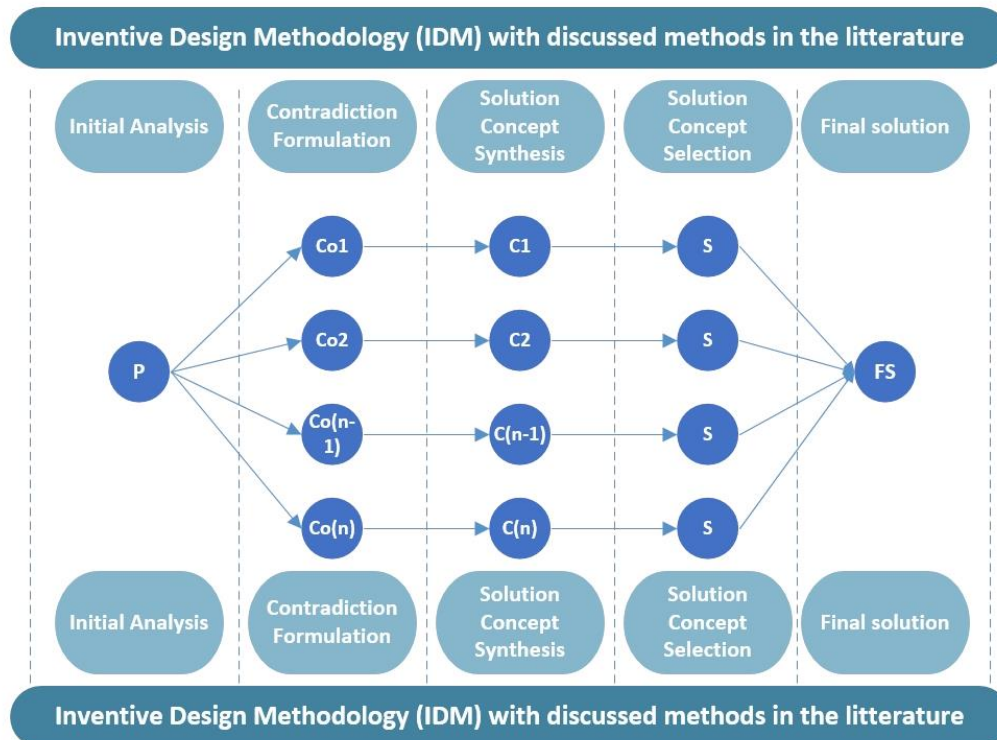 Inventive Design Methodology (IDM) with discussed methods in the litterature
Initial Analysis
Contradiction
Formulation
Solution
Concept
Synthesis
Solution
Concept
Selection
Final solution
Co1
C1
S
Co2
C2
S
P
FS
Co(n-
1)
C(n-1)
S
Co(n)
C(n)
S
Initial Analysis
Contradiction
Formulation
Solution
Concept
Synthesis
Solution
Concept
Selection
Final solution
Inventive Design Methodology (IDM) with discussed methods in the litterature